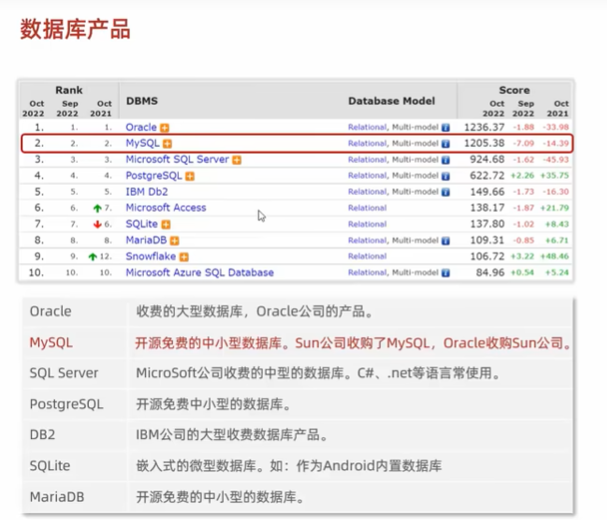 数据库产品
Rank Score
Oct 2022 Sep 2022 Oct 2021 DBMS Database Model Oct 2022 Sep 2022 Oct 2021
1. 1. 1. Oracle Relational, Multi-model 1236.37 -1.88 -33.98
2. 2. 2. MySQL Relational, Multi-model 1205.38 -7.09 -14.39
3. 3. 3. Microsoft SQL Server Relational, Multi-model 924.68 -1.62 -45.93
4. 4. 4. PostgreSQL Relational, Multi-model 622.72 +2.26 +35.75
5. 5. 5. IBM Db2 Relational, Multi-model 149.66 -1.73 -16.30
6. 6. 7. Microsoft Access Relational 138.17 -1.87 +21.79
7. 7. 6. SQLite Relational 137.80 -1.02 +8.43
8. 8. 8. MariaDB Relational, Multi-model 109.31 -0.85 +6.71
9. 9. 12. Snowflake Relational 106.72 +3.22 +48.46
10. 10. 10. Microsoft Azure SQL Database Relational, Multi-model 84.96 +0.54 +5.24
Oracle 收费的大型数据库，Oracle公司的产品。
MySQL 开源免费的中小型数据库。Sun公司收购了MySQL，Oracle收购Sun公司。
SQL Server MicroSoft公司收费的中型的数据库。C#、.net等语言常使用。
PostgreSQL 开源免费中小型的数据库。
DB2 IBM公司的大型收费数据库产品。
SQLite 嵌入式的微型数据库。如：作为Android内置数据库
MariaDB 开源免费的中小型的数据库。